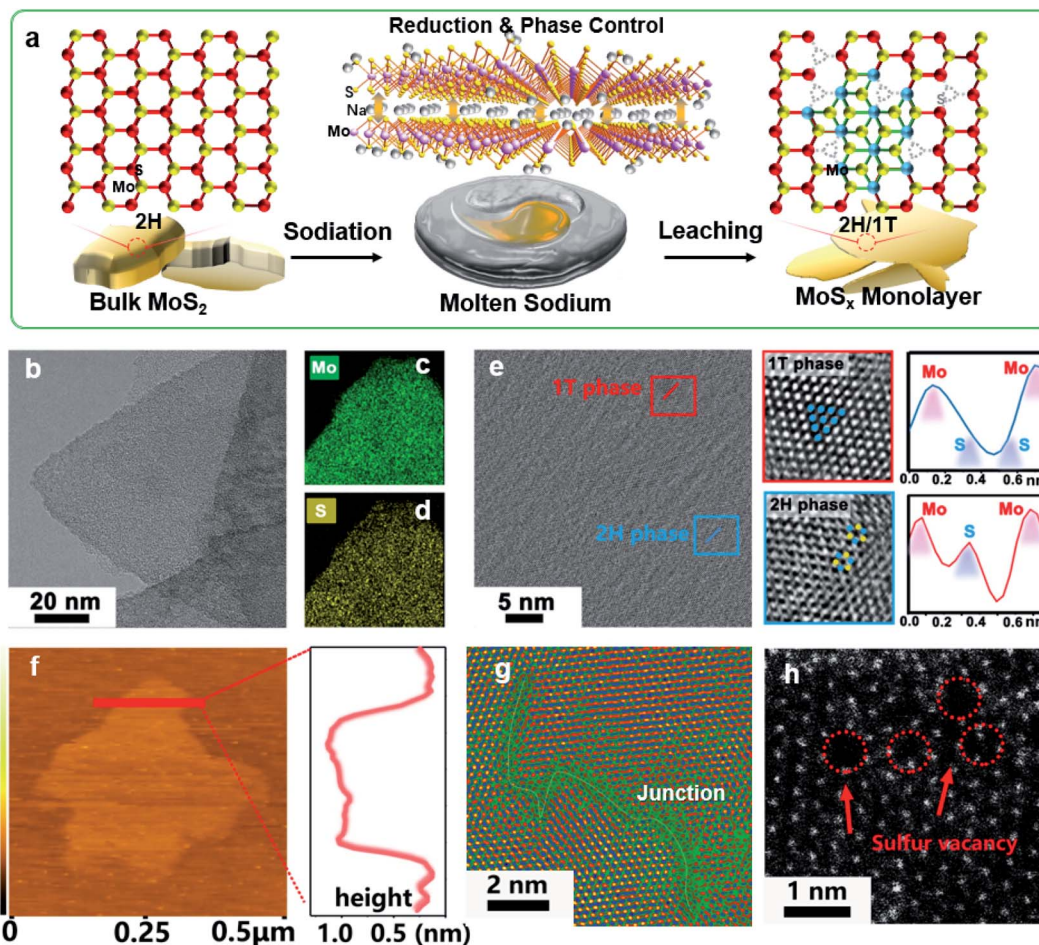 a
Reduction & Phase Control
S
Na
Mo
S
Mo
S
Mo
2H
2H/1T
Sodiation
Leaching
Bulk MoS₂
Molten Sodium
MoSₓ Monolayer
b
20 nm
Mo
c
S
d
e
1T phase
2H phase
5 nm
1T phase
Mo
Mo
S
S
0.0 0.2 0.4 0.6 nm
2H phase
Mo
S
Mo
0.0 0.2 0.4 0.6 nm
f
0 0.25 0.5μm
height
1.0 0.5 (nm)
g
Junction
2 nm
h
Sulfur vacancy
1 nm